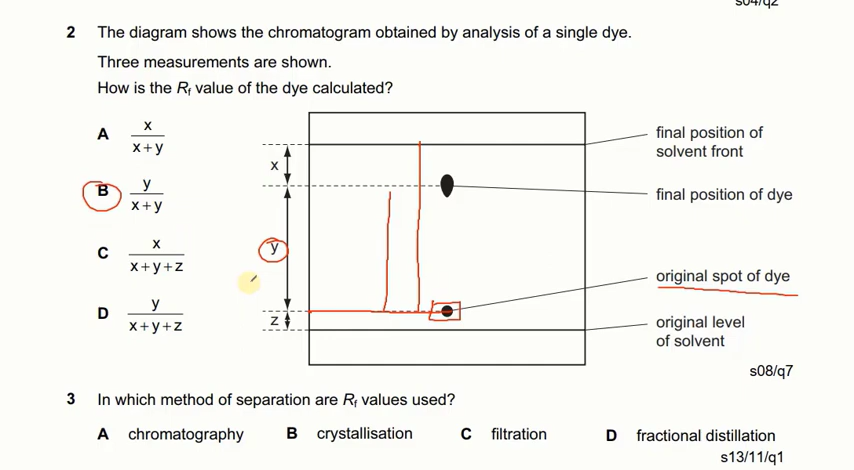 s04/q2
2 The diagram shows the chromatogram obtained by analysis of a single dye.
Three measurements are shown.
How is the Rf value of the dye calculated?
A x
x + y
B y
x + y
C x
x + y + z
D y
x + y + z
x
y
z
final position of
solvent front
final position of dye
original spot of dye
original level
of solvent
s08/q7
3 In which method of separation are Rf values used?
A chromatography B crystallisation C filtration D fractional distillation
s13/11/q1